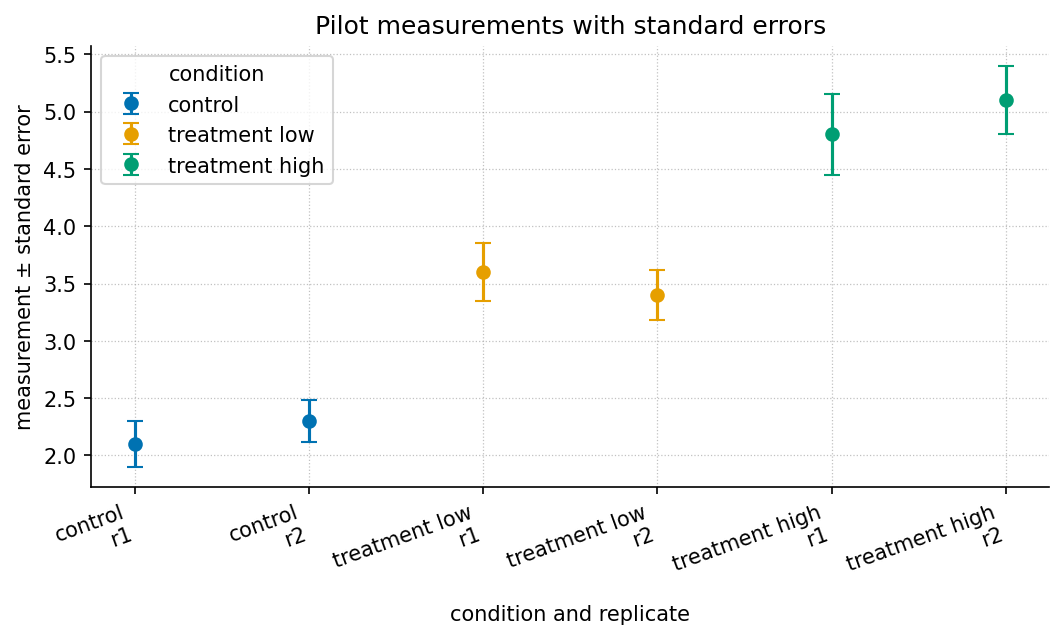 Pilot measurements with standard errors
measurement ± standard error
5.5
5.0
4.5
4.0
3.5
3.0
2.5
2.0
condition
control
treatment low
treatment high
control
r1
control
r2
treatment low
r1
treatment low
r2
treatment high
r1
treatment high
r2
condition and replicate